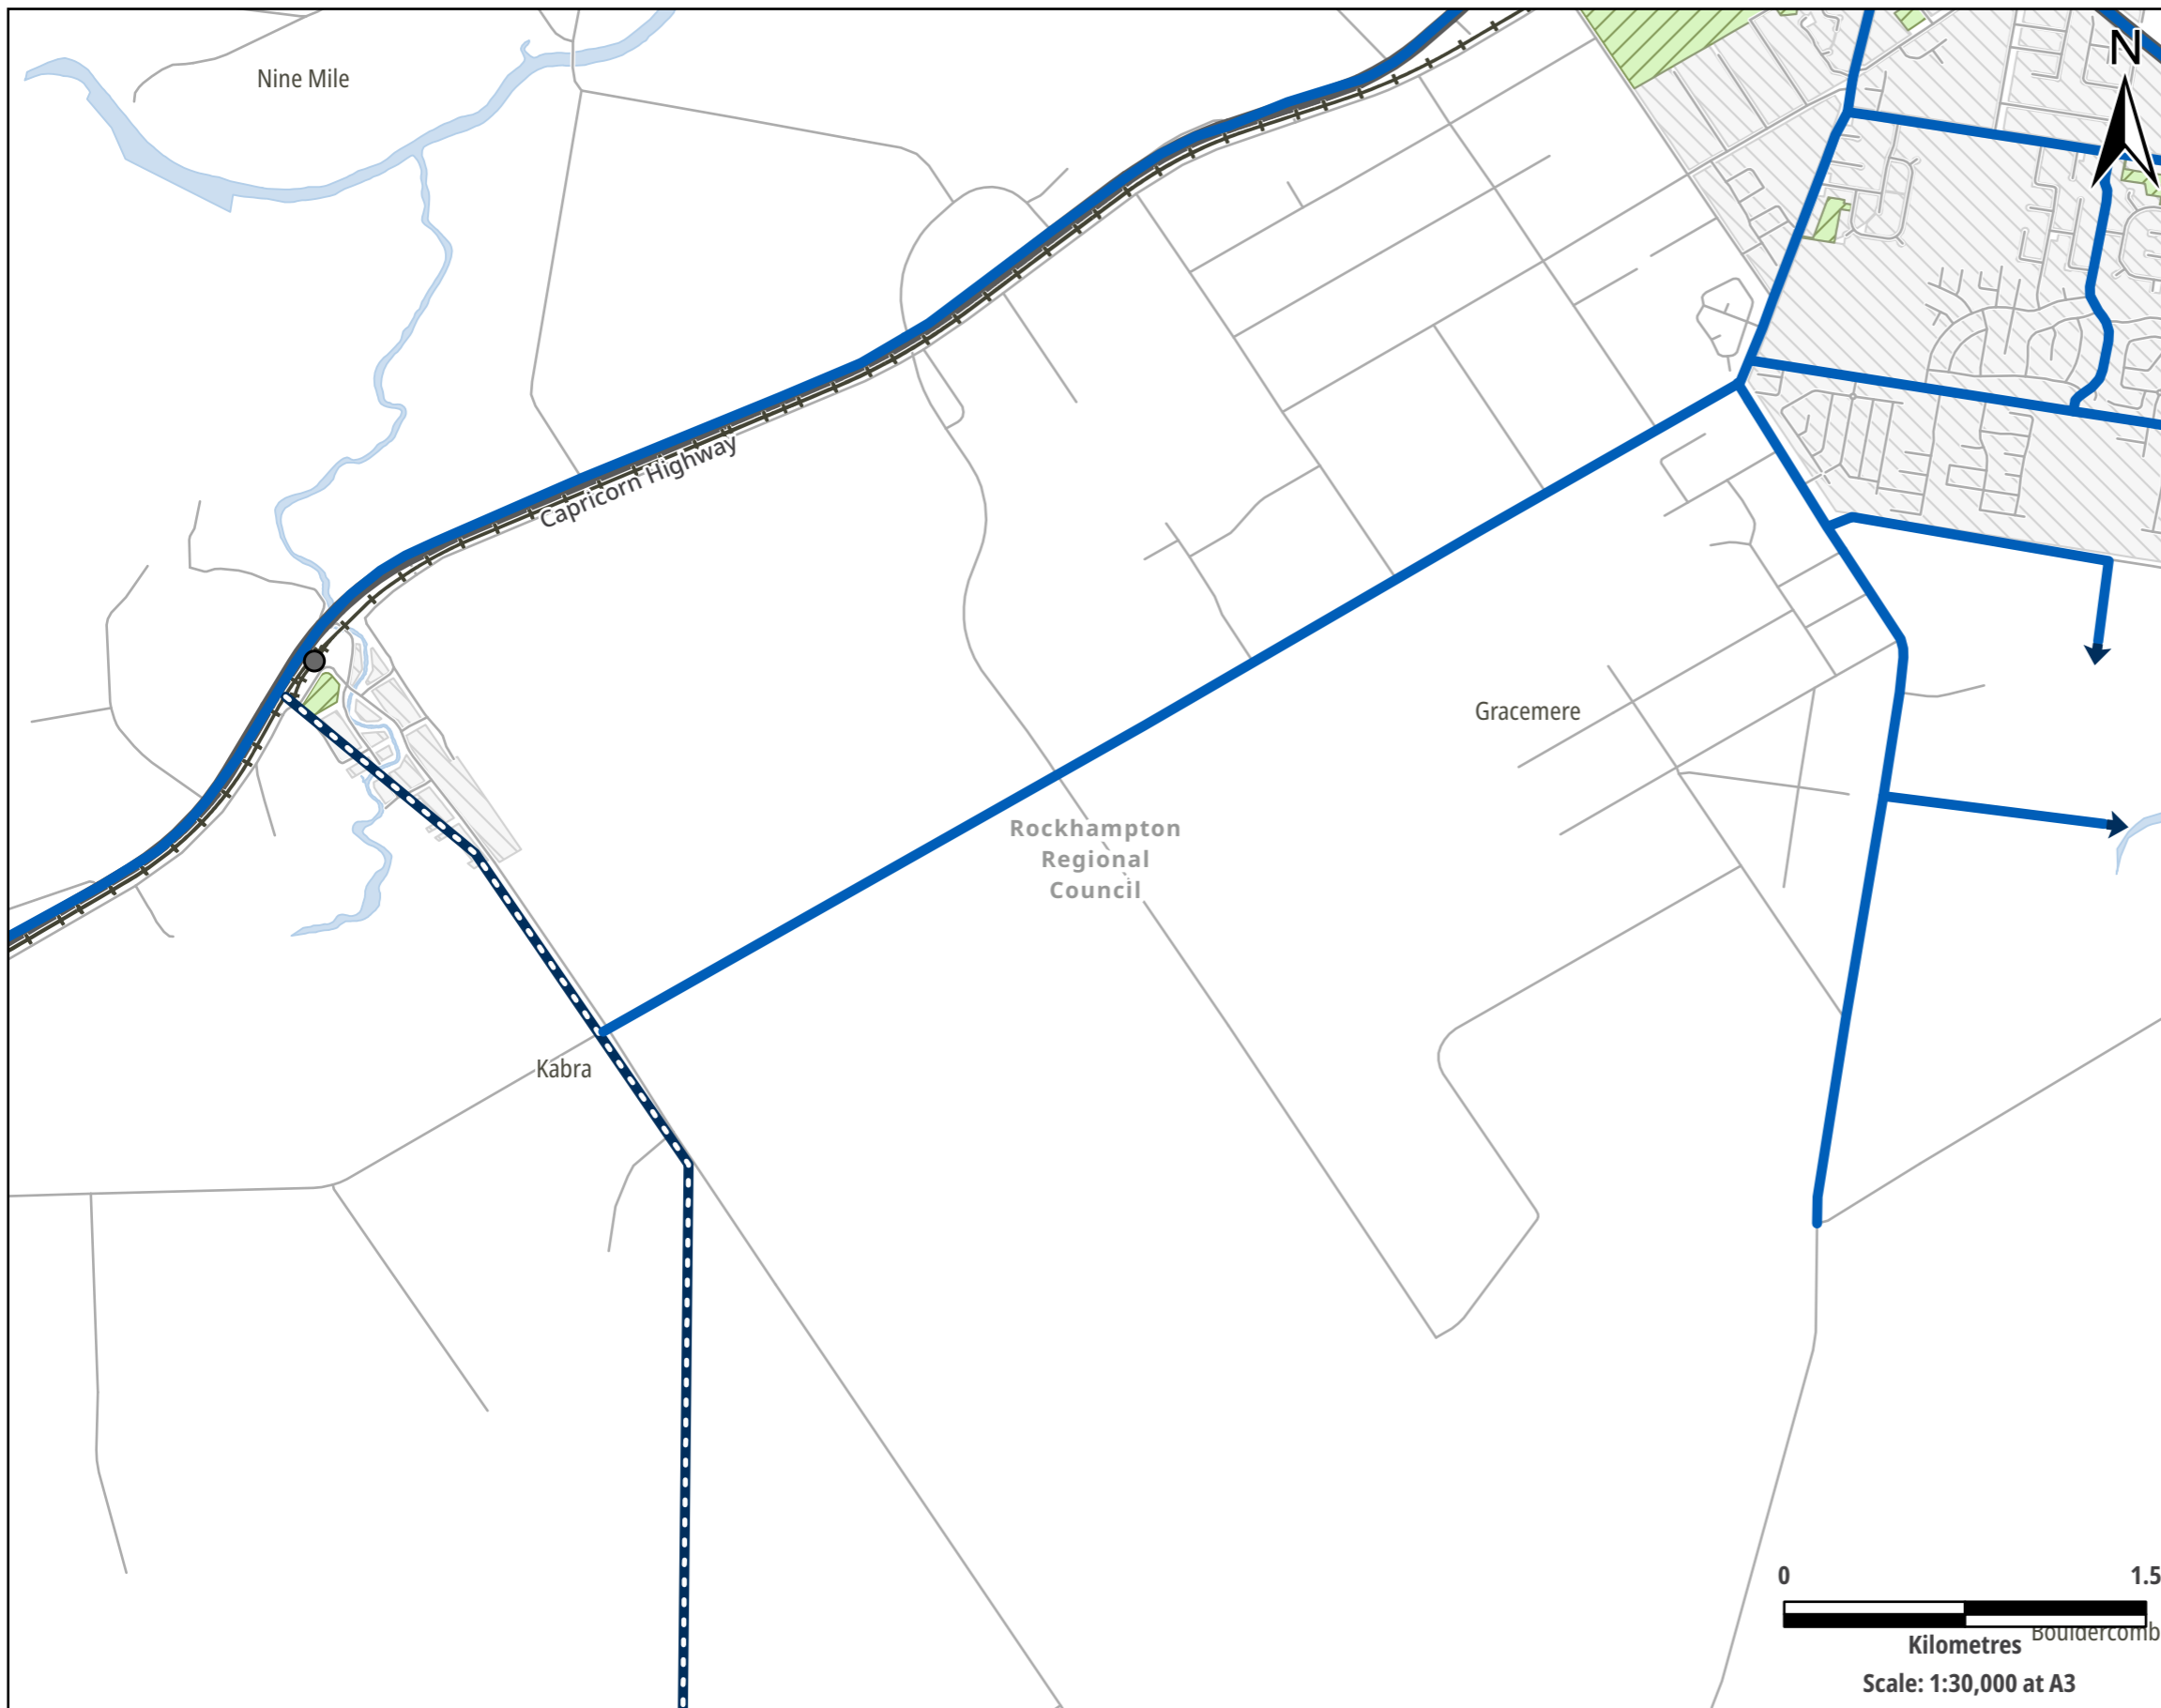 N
Nine Mile
Capricorn Highway
Gracemere
Rockhampton
Regional
Council
Kabra
0 1.5
Kilometres
Bouldercomb
Scale: 1:30,000 at A3